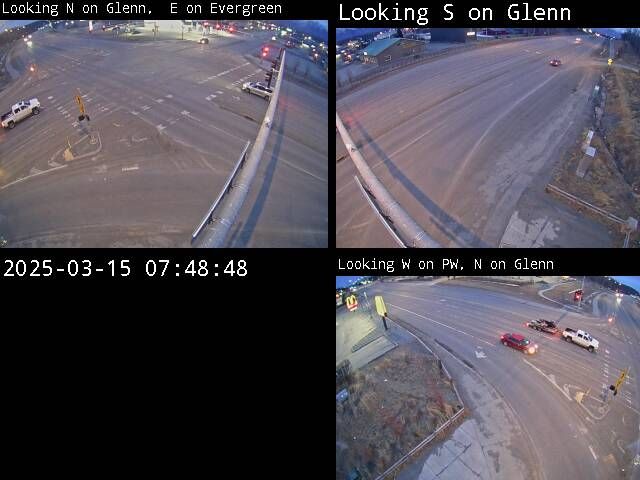 Looking N on Glenn,  E on Evergreen
Looking S on Glenn
2025-03-15 07:48:48
Looking W on PW, N on Glenn